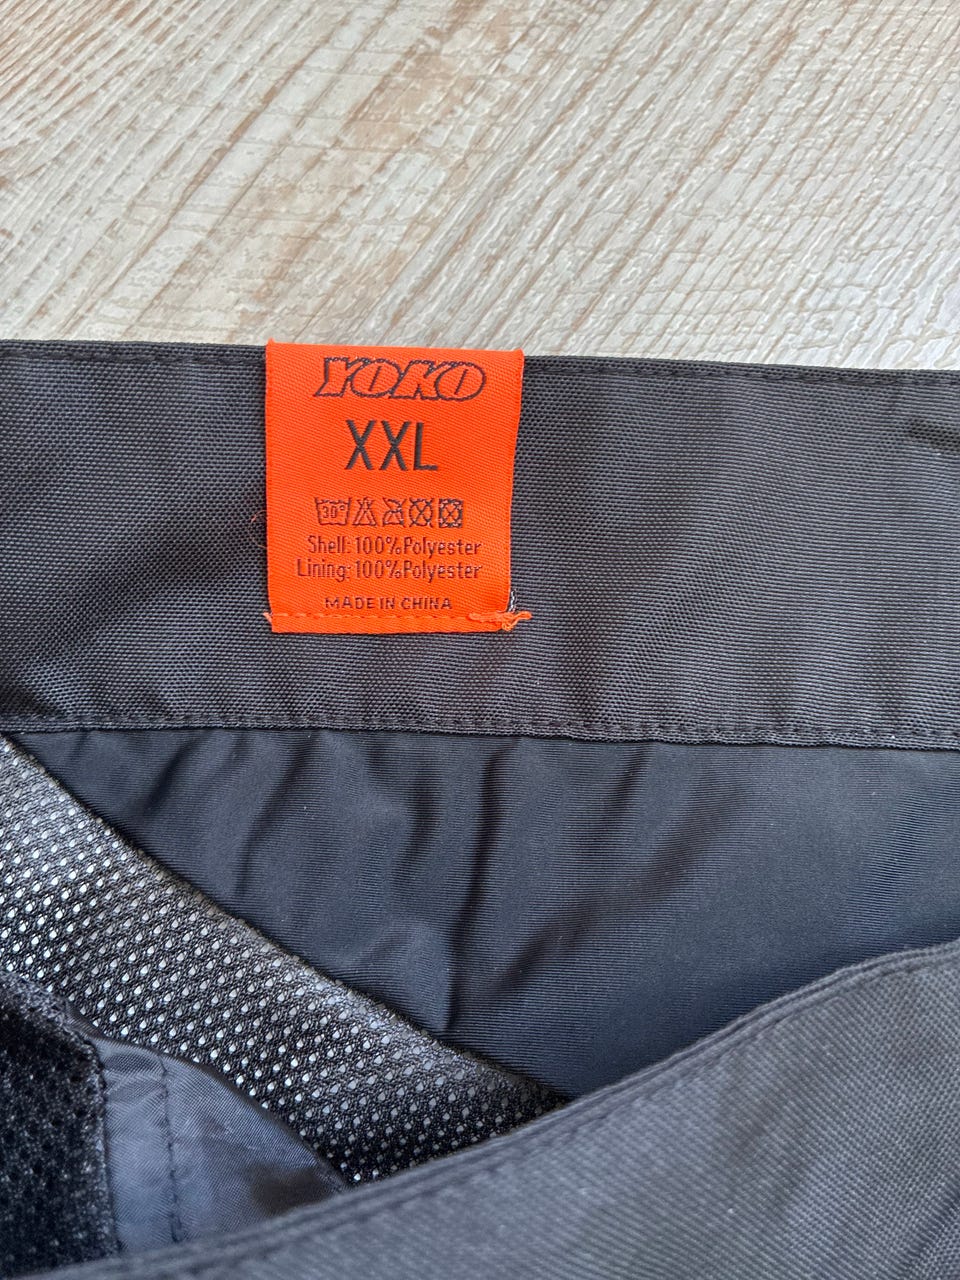 YOKO
XXL
30°
Shell: 100%Polyester
Lining: 100%Polyester
MADE IN CHINA